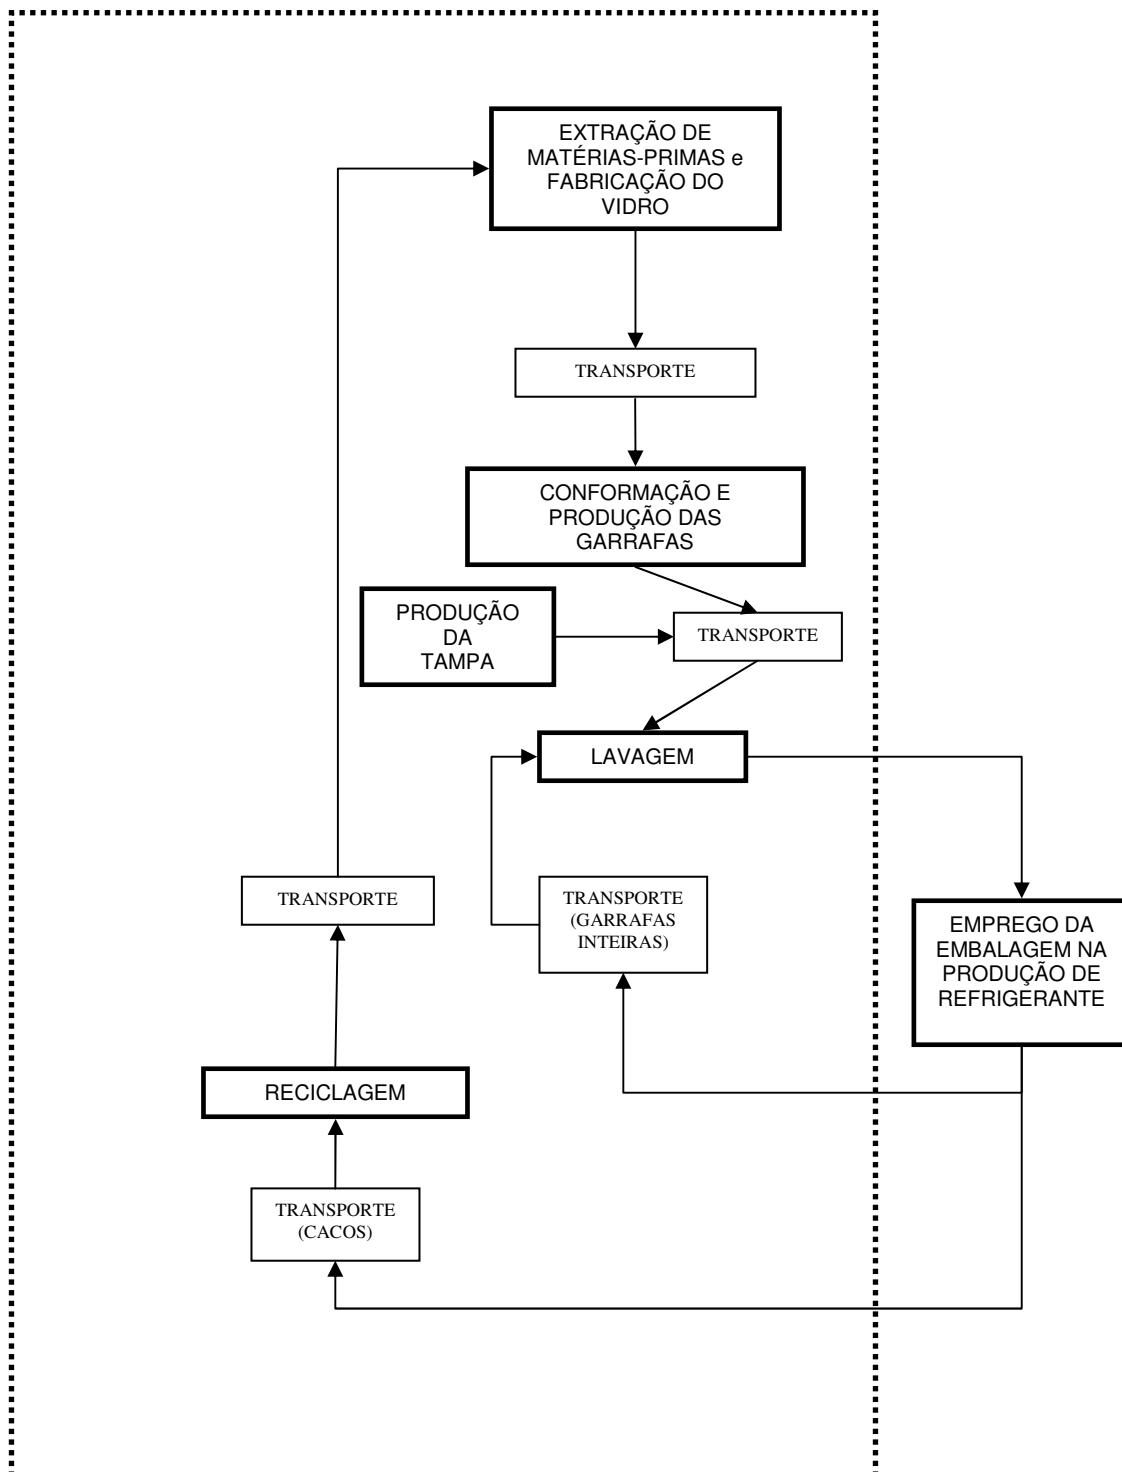 EXTRAÇÃO DE
MATÉRIAS-PRIMAS e
FABRICAÇÃO DO
VIDRO
TRANSPORTE
CONFORMAÇÃO E
PRODUÇÃO DAS
GARRAFAS
PRODUÇÃO
DA
TAMPA
TRANSPORTE
LAVAGEM
TRANSPORTE
TRANSPORTE
(GARRAFAS
INTEIRAS)
EMPREGO DA
EMBALAGEM NA
PRODUÇÃO DE
REFRIGERANTE
RECICLAGEM
TRANSPORTE
(CACOS)